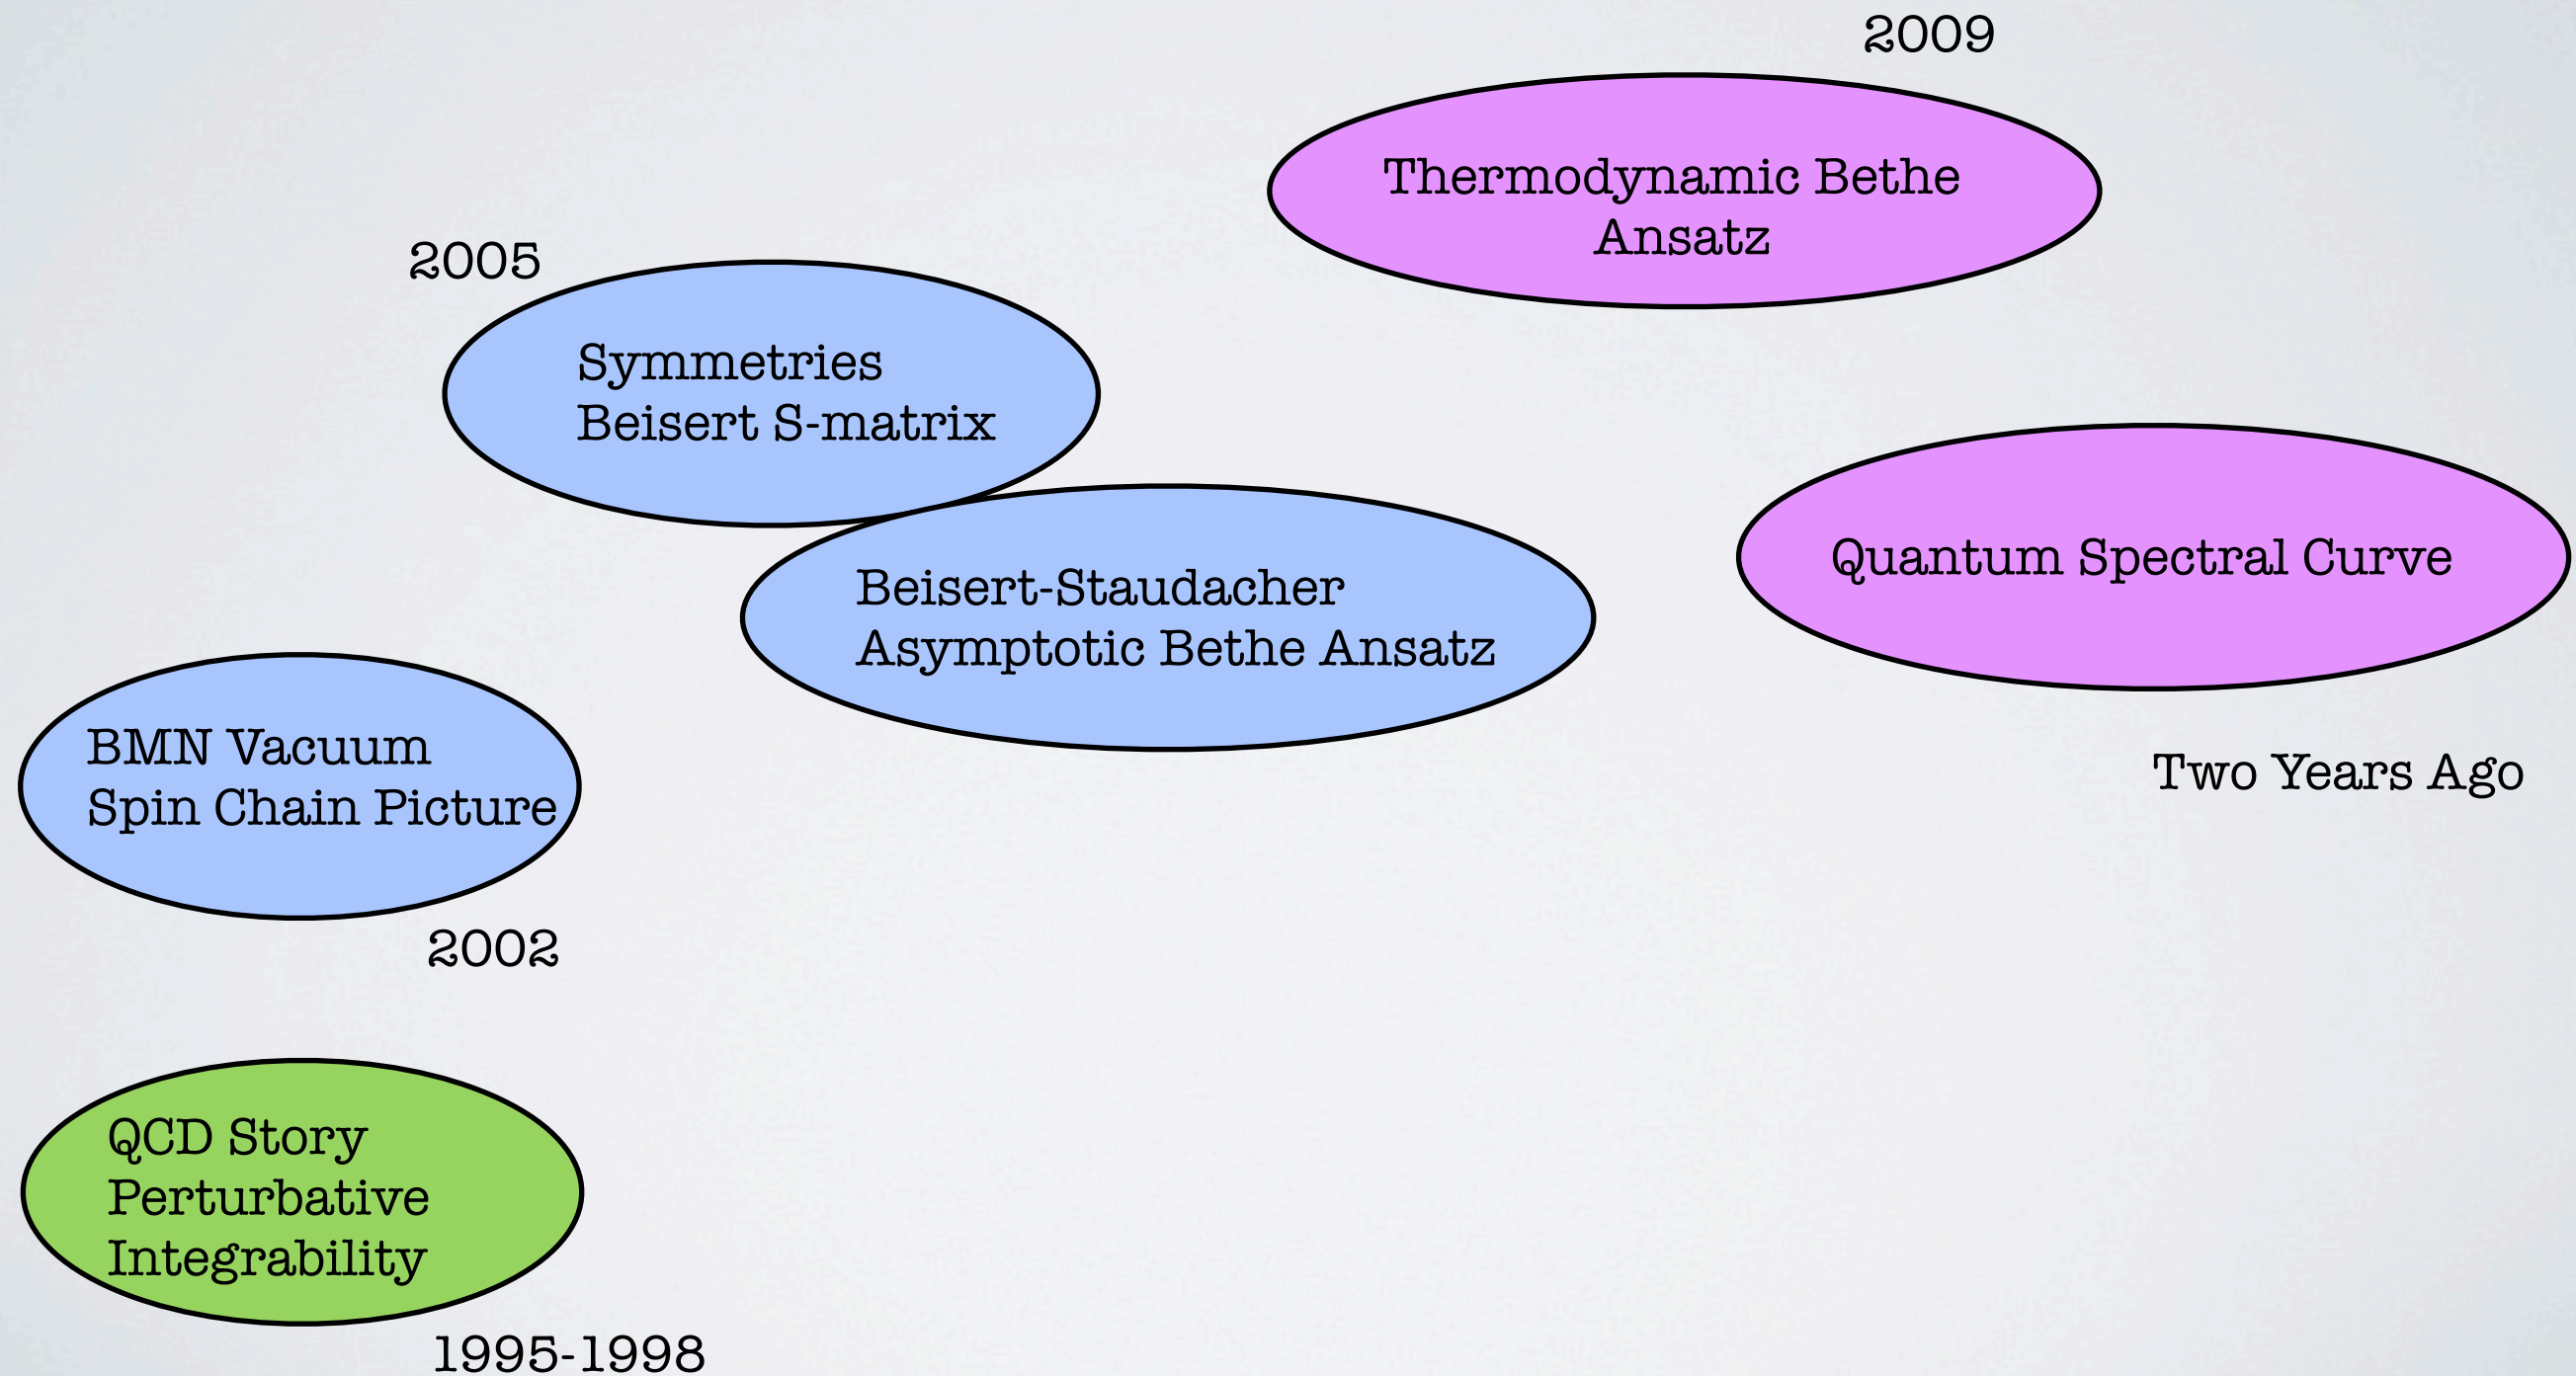 2009
Thermodynamic Bethe
Ansatz
2005
Symmetries
Beisert S-matrix
Beisert-Staudacher
Asymptotic Bethe Ansatz
Quantum Spectral Curve
Two Years Ago
BMN Vacuum
Spin Chain Picture
2002
QCD Story
Perturbative
Integrability
1995-1998